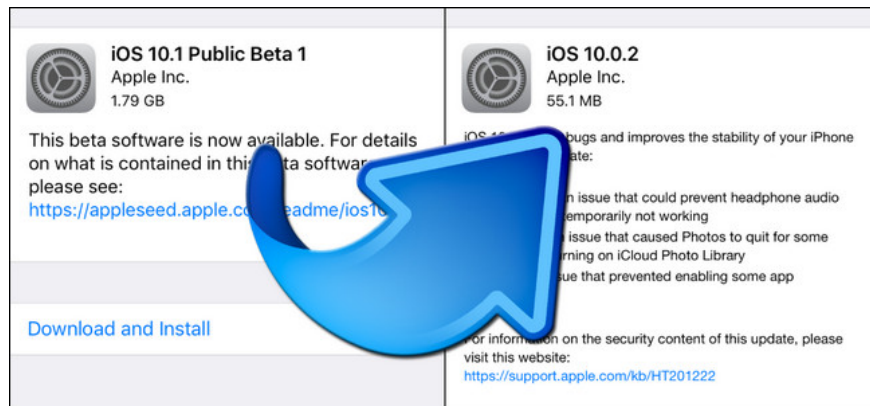 iOS 10.1 Public Beta 1
Apple Inc.
1.79 GB
This beta software is now available. For details
on what is contained in this
please see:
https://appleseed.apple.
Download and Install
iOS 10.0.2
Apple Inc.
55.1 MB
bugs and improves the stability of your iPhone
issue that could prevent headphone audio
temporarily not working
issue that caused Photos to quit for some
on iCloud Photo Library
that prevented enabling some app
For information on the security content of this update, please
visit this website:
https://support.apple.com/kb/HT201222